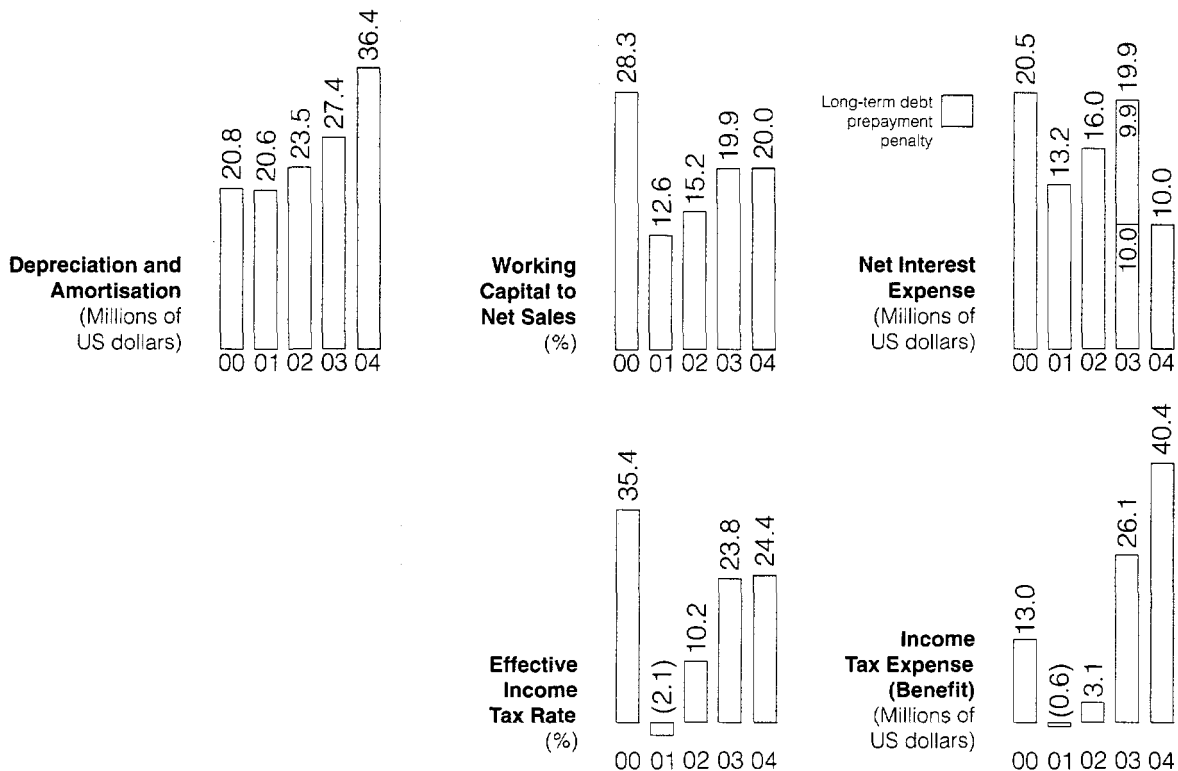 20.8
20.6
23.5
27.4
36.4
Depreciation and
Amortisation
(Millions of
US dollars)
00 01 02 03 04
28.3
12.6
15.2
19.9
20.0
Working
Capital to
Net Sales
(%)
00 01 02 03 04
Long-term debt
prepayment
penalty
20.5
13.2
16.0
19.9
9.9
10.0
10.0
Net Interest
Expense
(Millions of
US dollars)
00 01 02 03 04
35.4
(2.1)
10.2
23.8
24.4
Effective
Income
Tax Rate
(%)
00 01 02 03 04
13.0
(0.6)
3.1
26.1
40.4
Income
Tax Expense
(Benefit)
(Millions of
US dollars)
00 01 02 03 04